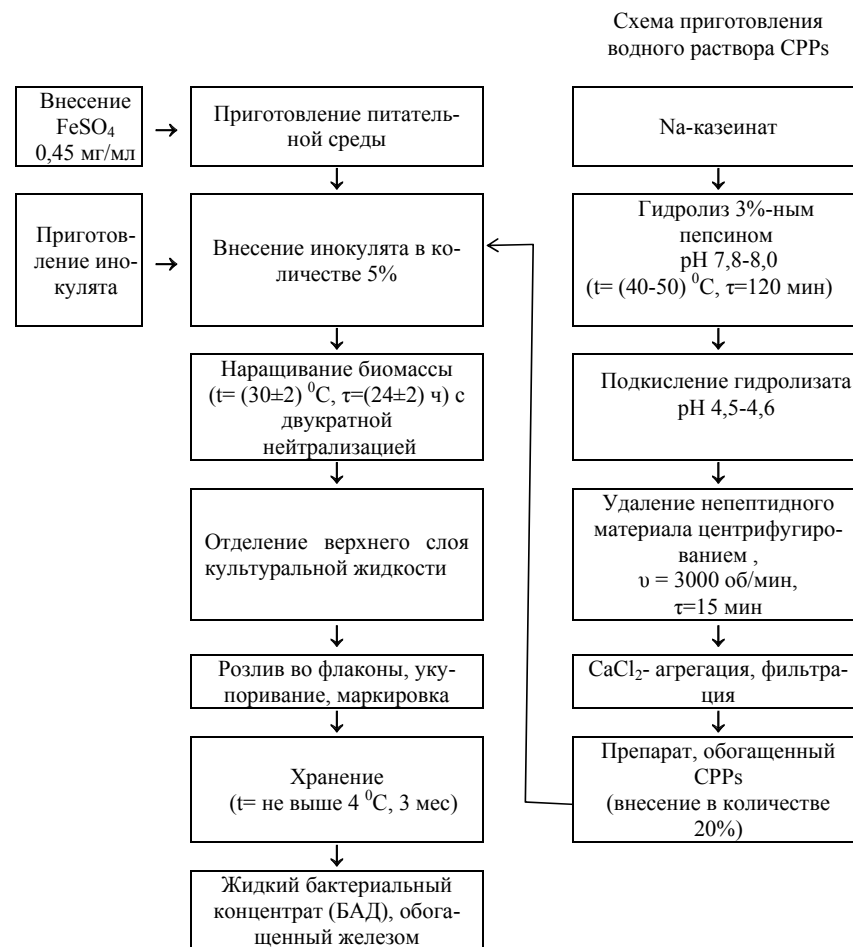 Схема приготовления
водного раствора CPPs
Внесение
FeSO4
0,45 мг/мл
Приготовление питатель-
ной среды
Na-казеинат
Приготов-
ление ино-
кулята
Внесение инокулята в ко-
личестве 5%
Гидролиз 3%-ным
пепсином
pH 7,8-8,0
(t= (40-50) 0C, τ=120 мин)
Наращивание биомассы
(t= (30±2) 0C, τ=(24±2) ч) с
двукратной
нейтрализацией
Подкисление гидролизата
pH 4,5-4,6
Отделение верхнего слоя
культуральной жидкости
Удаление непептидного
материала центрифугиро-
ванием ,
υ = 3000 об/мин,
τ=15 мин
Розлив во флаконы, уку-
поривание, маркировка
CaCl2- агрегация, фильтра-
ция
Хранение
(t= не выше 4 0C, 3 мес)
Препарат, обогащенный
CPPs
(внесение в количестве
20%)
Жидкий бактериальный
концентрат (БАД), обога-
щенный железом